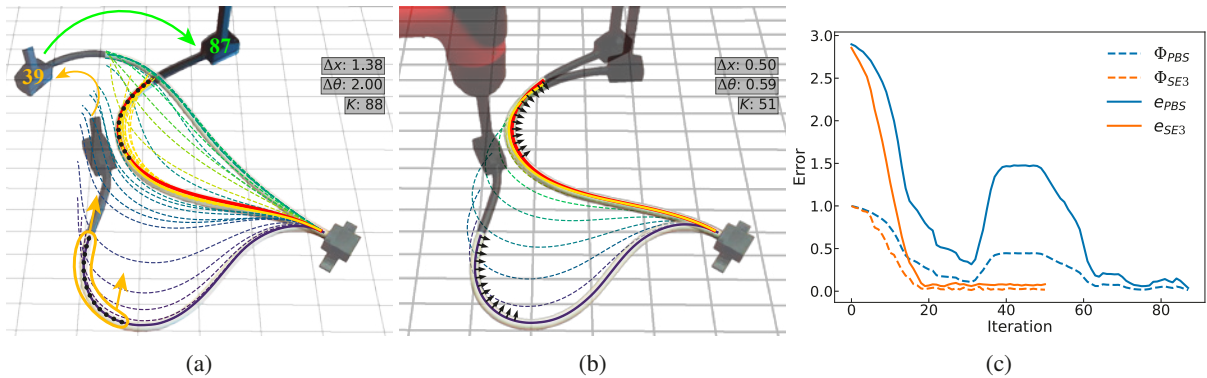 39
87
Δx: 1.38
Δθ: 2.00
K: 88
(a)
Δx: 0.50
Δθ: 0.59
K: 51
(b)
Error
3.0
2.5
2.0
1.5
1.0
0.5
0.0
0 20 40 60 80
Iteration
Φ_PBS
Φ_SE3
e_PBS
e_SE3
(c)